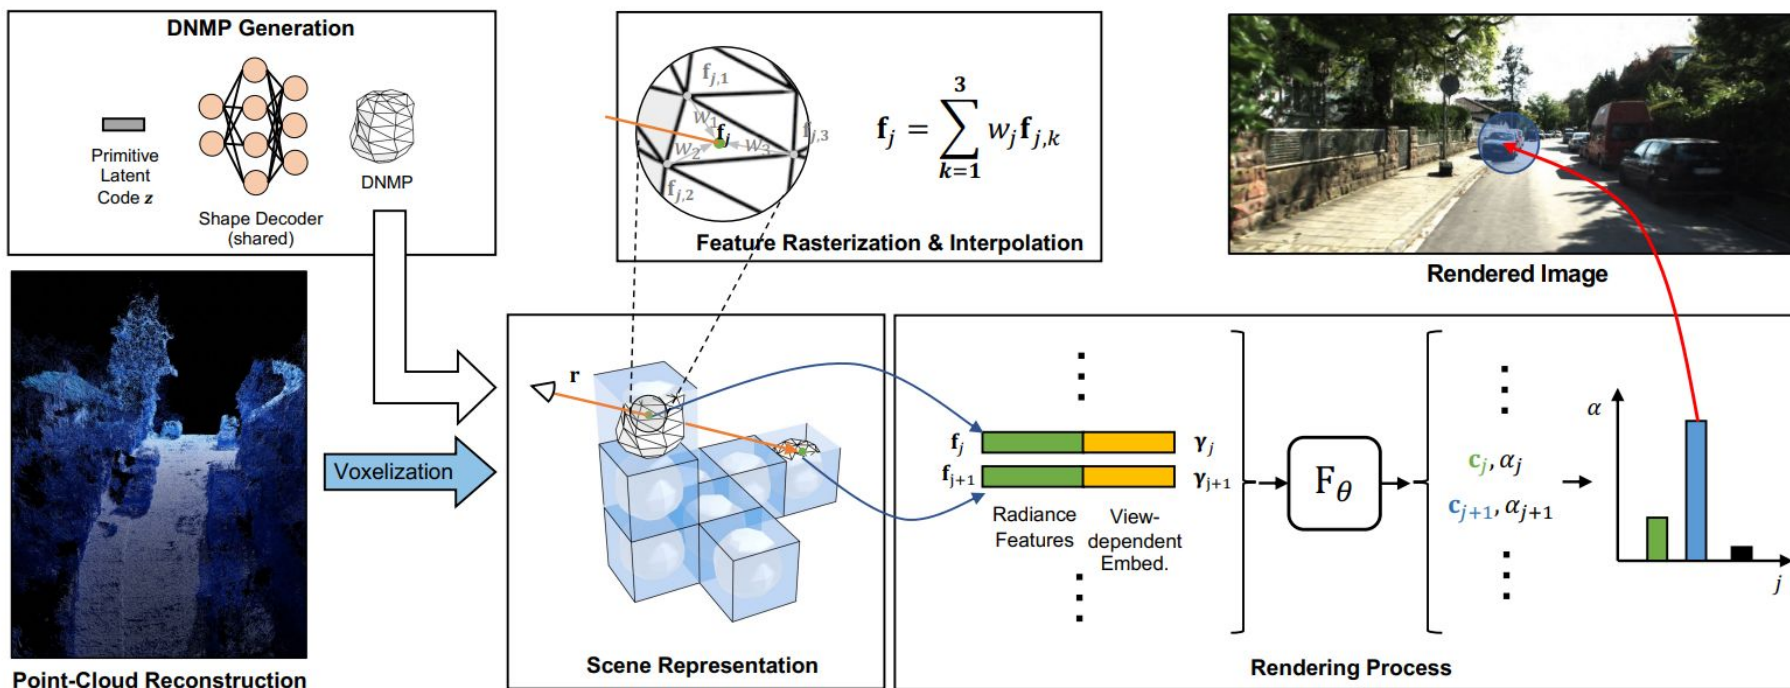 DNMP Generation
Primitive
Latent
Code z
Shape Decoder
(shared)
DNMP
f_{j,1}
w_1
f_j
f_{j,3}
w_2
w_3
f_{j,2}
f_j = \sum_{k=1}^{3} w_j f_{j,k}
Feature Rasterization & Interpolation
Rendered Image
Point-Cloud Reconstruction
Voxelization
r
Scene Representation
f_j
γ_j
f_{j+1}
γ_{j+1}
Radiance
Features
View-
dependent
Embed.
F_θ
c_j, α_j
c_{j+1}, α_{j+1}
α
j
Rendering Process